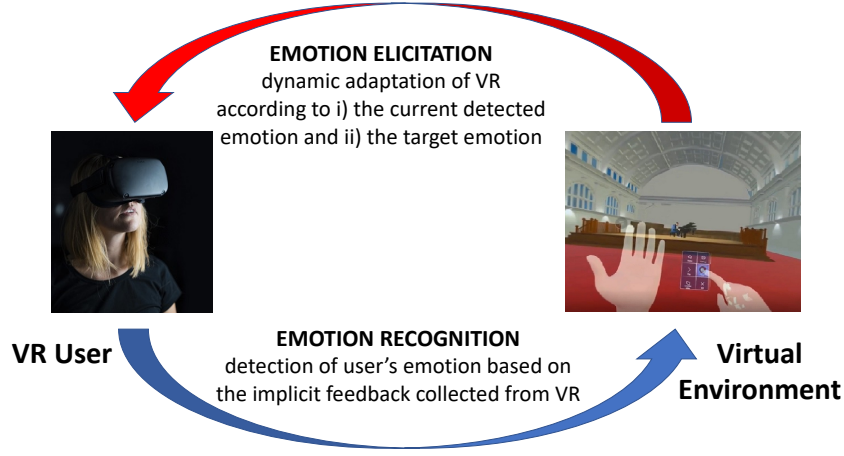 EMOTION ELICITATION
dynamic adaptation of VR
according to i) the current detected
emotion and ii) the target emotion
VR User
EMOTION RECOGNITION
detection of user's emotion based on
the implicit feedback collected from VR
Virtual
Environment